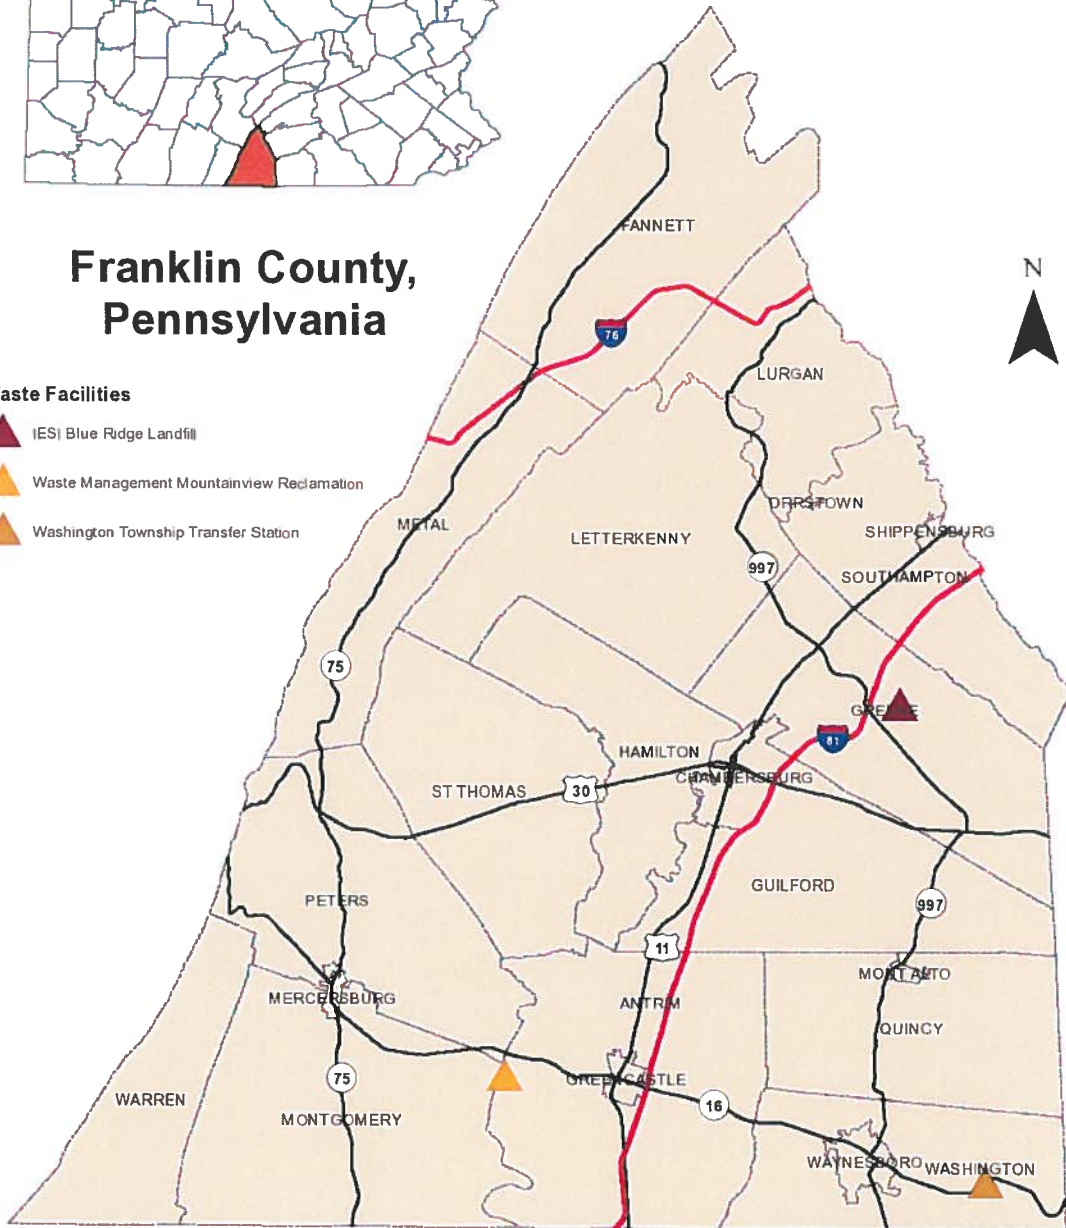 Franklin County,
Pennsylvania
N
aste Facilities
IESI Blue Ridge Landfill
Waste Management Mountainview Reclamation
Washington Township Transfer Station
FANNETT
76
LURGAN
ORRSTOWN
METAL
SHIPPENSBURG
LETTERKENNY
997
SOUTHAMPTON
75
GREENE
81
HAMILTON
CHAMBERSBURG
ST THOMAS
30
GUILFORD
PETERS
997
11
MONT ALTO
MERCERSBURG
ANTRIM
QUINCY
75
GREENCASTLE
WARREN
16
MONTGOMERY
WAYNESBORO
WASHINGTON